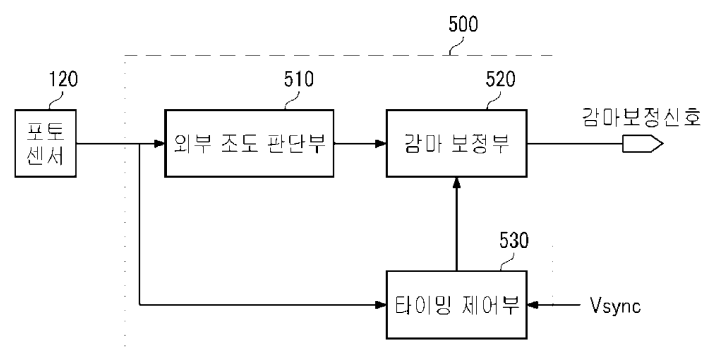 500
120
510
520
포토
센서
외부 조도 판단부
감마 보정부
감마보정신호
530
타이밍 제어부
Vsync